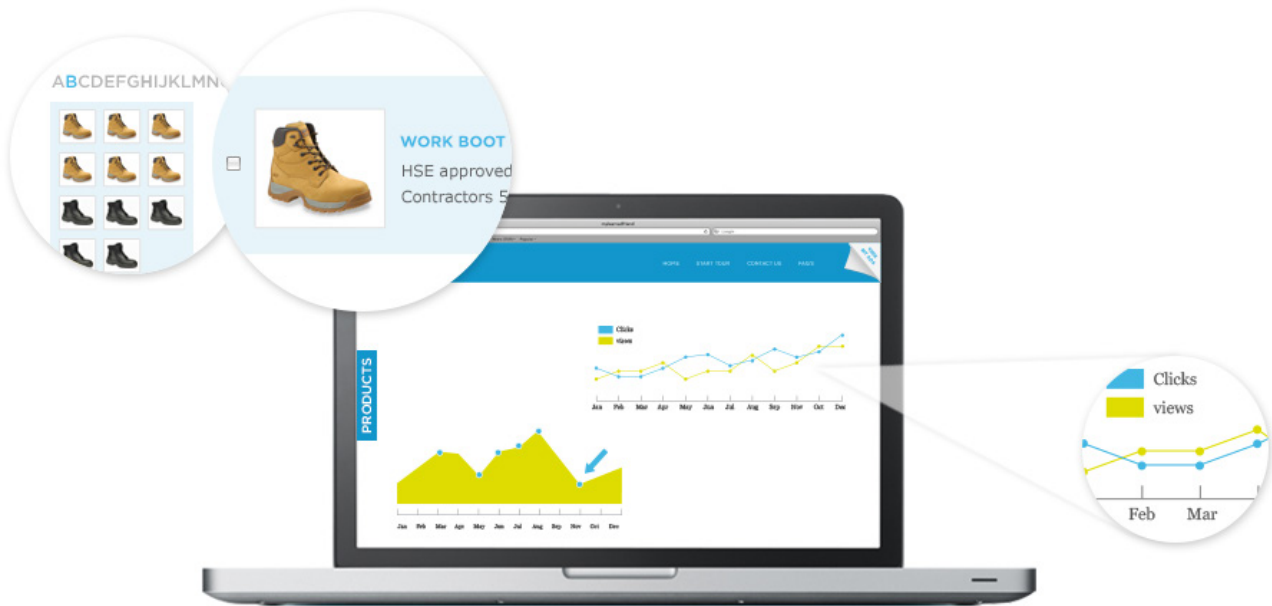 ABCDEFGHIJKLMN
WORK BOOT
HSE approved
Contractors 5
HOME START TOUR CONTACT US FAQ'S
PRODUCTS
Clicks
views
Jan Feb Mar Apr May Jun Jul Aug Sep Nov Oct Dec
Jan Feb Mar Apr May Jun Jul Aug Sep Nov Oct Dec
Clicks
views
Feb Mar